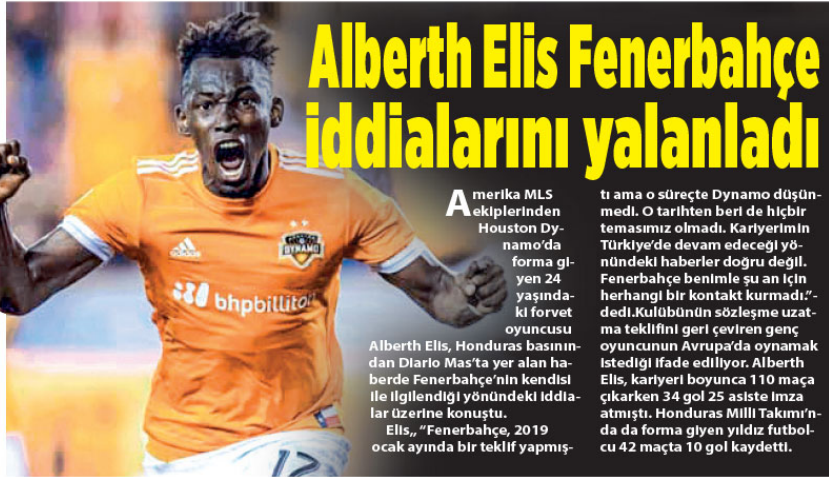 Alberth Elis Fenerbahçe
iddialarını yalanladı
Amerika MLS
ekiplerinden
Houston Dy-
namo’da
forma gi-
yen 24
yaşında-
ki forvet
oyuncusu
Alberth Elis, Honduras basının-
dan Diario Mas’ta yer alan ha-
berde Fenerbahçe’nin kendisi
ile ilgilendiği yönündeki iddia-
lar üzerine konuştu.
Elis,, “Fenerbahçe, 2019
ocak ayında bir teklif yapmış-
tı ama o süreçte Dynamo düşün-
medi. O tarihten beri de hiçbir
temasımız olmadı. Kariyerimin
Türkiye’de devam edeceği yö-
nündeki haberler doğru değil.
Fenerbahçe benimle şu an için
herhangi bir kontakt kurmadı.”-
dedi.Kulübünün sözleşme uzat-
ma teklifini geri çeviren genç
oyuncunun Avrupa’da oynamak
istediği ifade ediliyor. Alberth
Elis, kariyeri boyunca 110 maça
çıkarken 34 gol 25 asiste imza
atmıştı. Honduras Milli Takımı’n-
da da forma giyen yıldız futbol-
cu 42 maçta 10 gol kaydetti.
DYNAMO
bhpbilliton
17